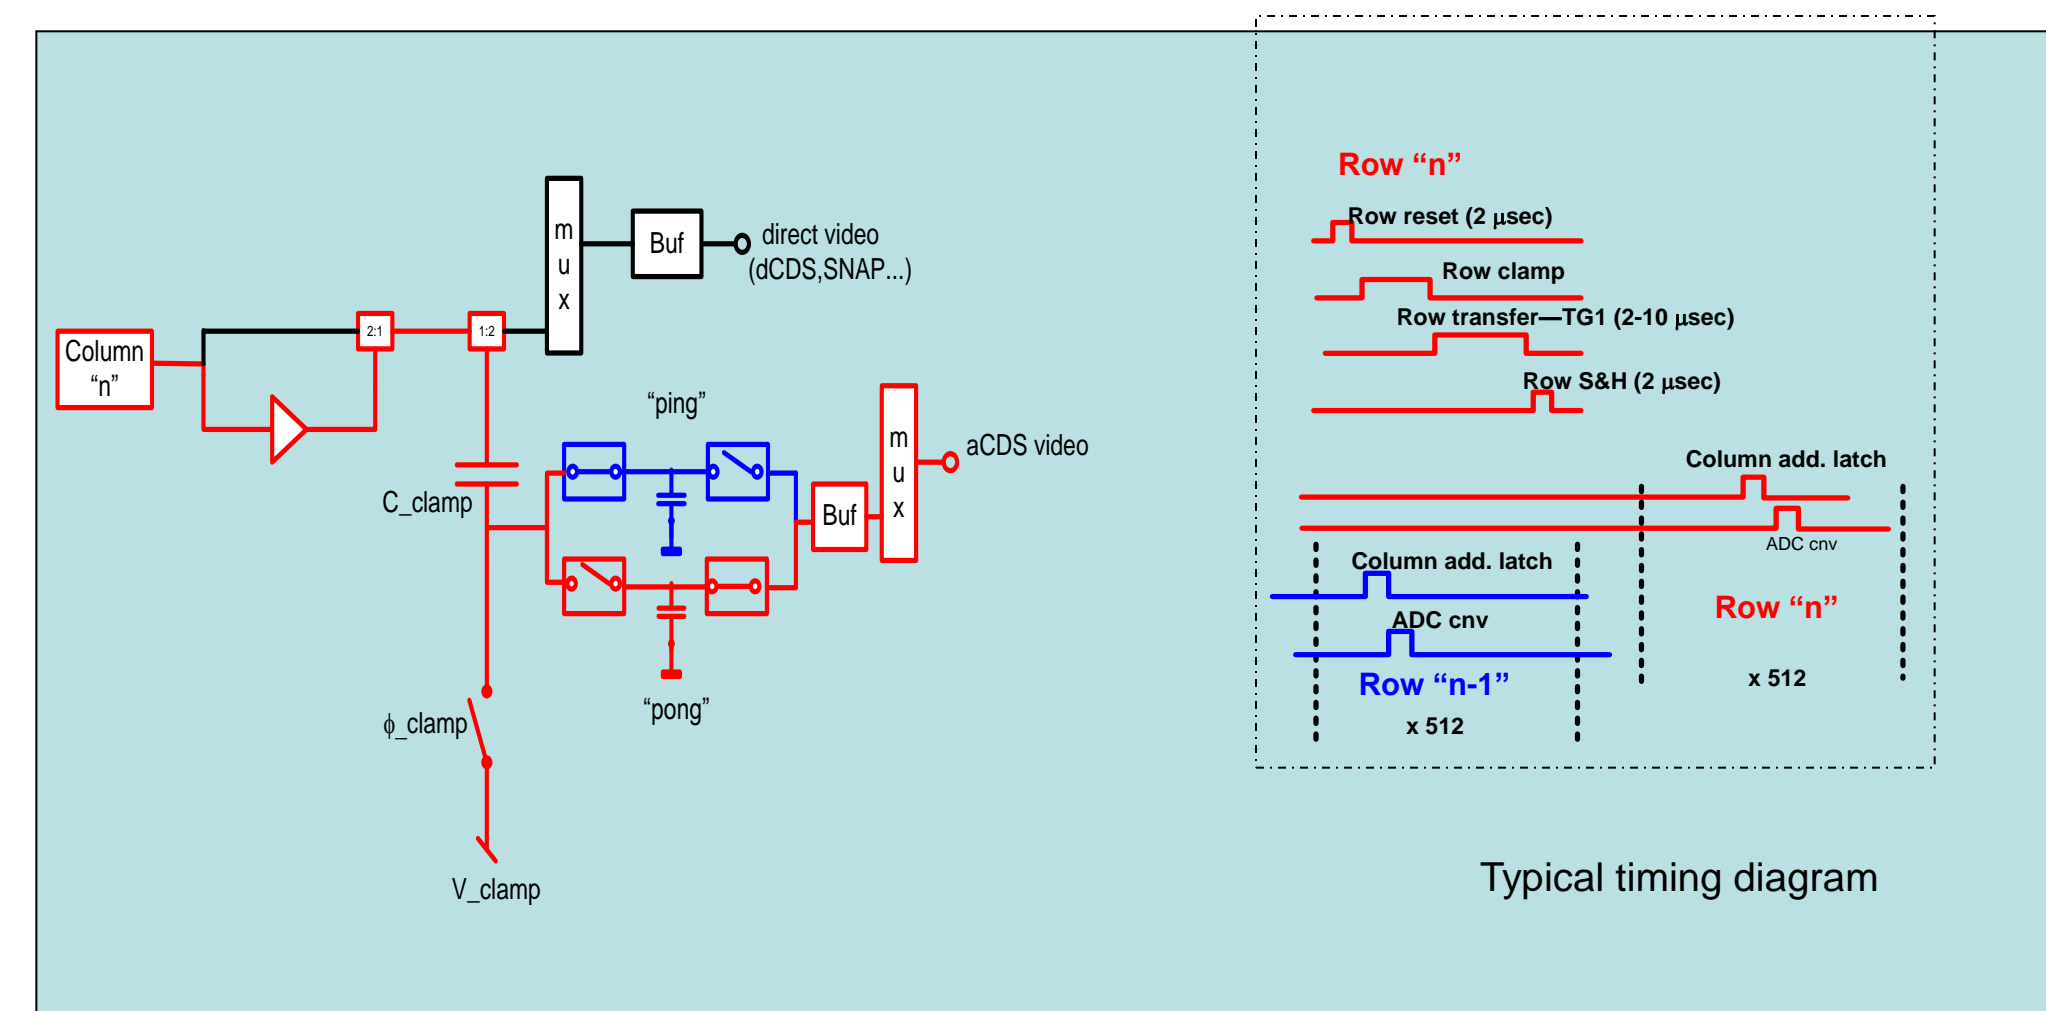 Column
“n”
2:1
1:2
m
u
x
Buf
direct video
(dCDS,SNAP...)
C_clamp
“ping”
“pong”
Buf
m
u
x
aCDS video
ϕ_clamp
V_clamp
Row “n”
Row reset (2 μsec)
Row clamp
Row transfer—TG1 (2-10 μsec)
Row S&H (2 μsec)
Column add. latch
ADC cnv
Row “n”
x 512
Column add. latch
ADC cnv
Row “n-1”
x 512
Typical timing diagram